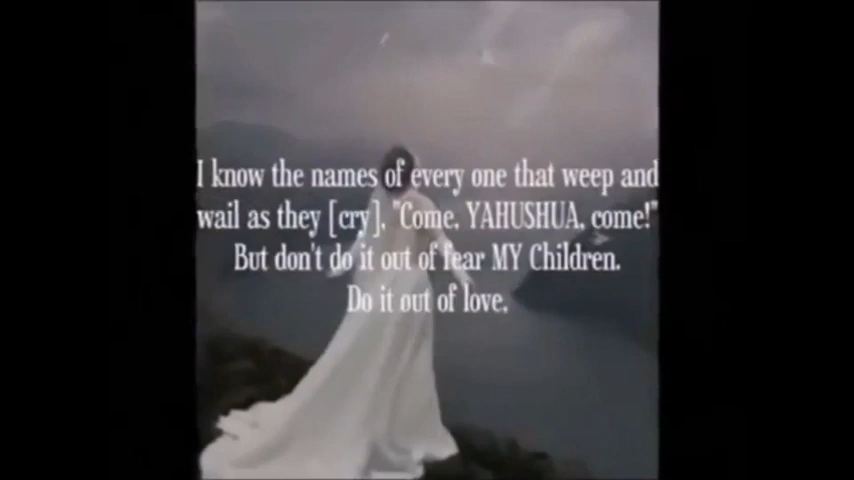 I know the names of every one that weep and
wail as they [cry], "Come, YAHUSHUA, come!"
But don't do it out of fear MY Children.
Do it out of love,